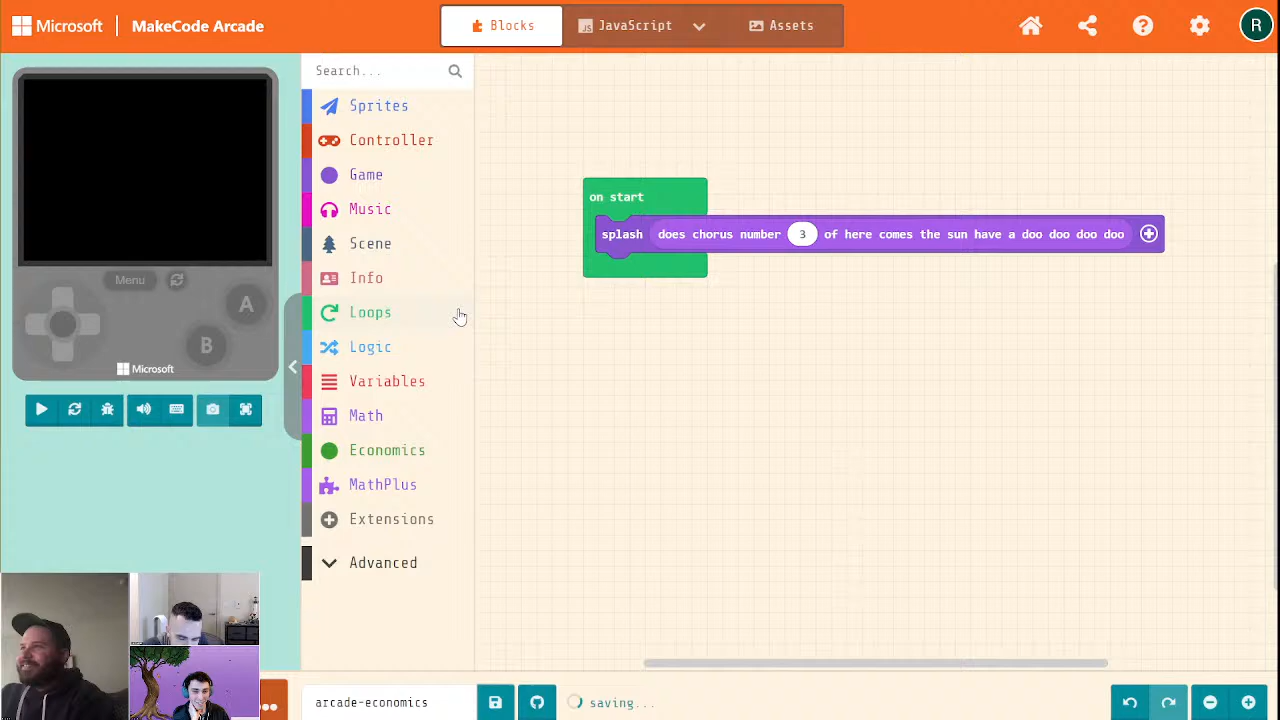 Microsoft | MakeCode Arcade
Blocks
JavaScript
Assets
R
Search...
Sprites
Controller
Game
Music
Scene
Info
Loops
Logic
Variables
Math
Economics
MathPlus
Extensions
Advanced
Menu
A
B
Microsoft
on start
splash does chorus number 3 of here comes the sun have a doo doo doo doo
arcade-economics
saving...